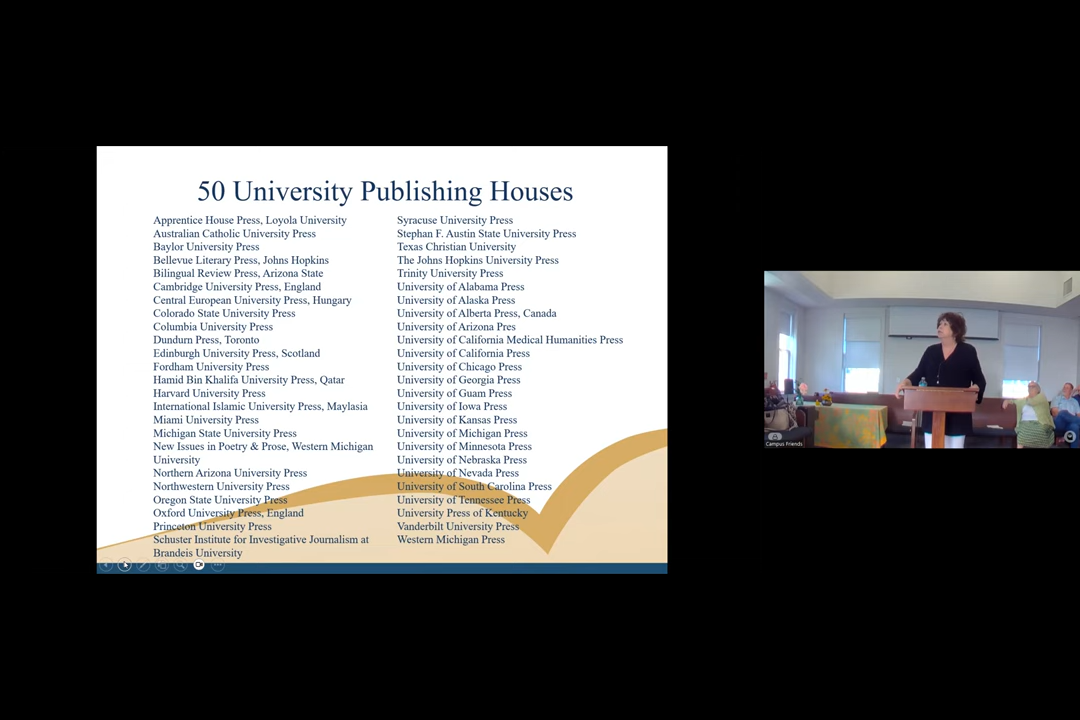 50 University Publishing Houses
Apprentice House Press, Loyola University
Australian Catholic University Press
Baylor University Press
Bellevue Literary Press, Johns Hopkins
Bilingual Review Press, Arizona State
Cambridge University Press, England
Central European University Press, Hungary
Colorado State University Press
Columbia University Press
Dundurn Press, Toronto
Edinburgh University Press, Scotland
Fordham University Press
Hamid Bin Khalifa University Press, Qatar
Harvard University Press
International Islamic University Press, Maylasia
Miami University Press
Michigan State University Press
New Issues in Poetry & Prose, Western Michigan
University
Northern Arizona University Press
Northwestern University Press
Oregon State University Press
Oxford University Press, England
Princeton University Press
Schuster Institute for Investigative Journalism at
Brandeis University
Syracuse University Press
Stephan F. Austin State University Press
Texas Christian University
The Johns Hopkins University Press
Trinity University Press
University of Alabama Press
University of Alaska Press
University of Alberta Press, Canada
University of Arizona Pres
University of California Medical Humanities Press
University of California Press
University of Chicago Press
University of Georgia Press
University of Guam Press
University of Iowa Press
University of Kansas Press
University of Michigan Press
University of Minnesota Press
University of Nebraska Press
University of Nevada Press
University of South Carolina Press
University of Tennessee Press
University Press of Kentucky
Vanderbilt University Press
Western Michigan Press
Campus Friends